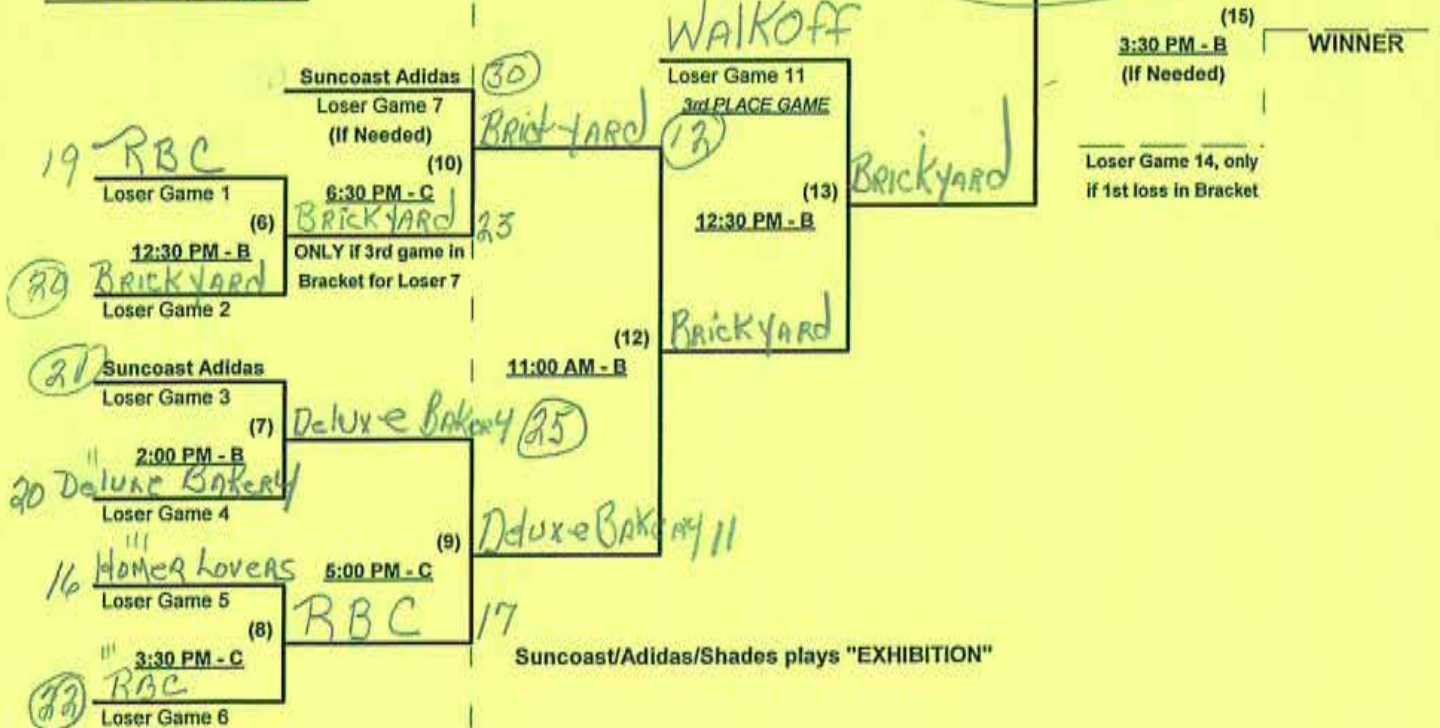 WALKOFF
(15)
3:30 PM - B
WINNER
(If Needed)
Suncoast Adidas
30
Loser Game 7
(If Needed)
Loser Game 11
3rd PLACE GAME
BRICKYARD
12
19 RBC
Loser Game 1
(10)
6:30 PM - C
BRICKYARD
23
(6)
12:30 PM - B
ONLY if 3rd game in
Bracket for Loser 7
BRICKYARD
Loser Game 2
(13)
12:30 PM - B
BRICKYARD
Loser Game 14, only
if 1st loss in Bracket
(12)
11:00 AM - B
BRICKYARD
21
Suncoast Adidas
Loser Game 3
(7)
2:00 PM - B
Deluxe BAKERY 25
20 Deluxe BAKERY
Loser Game 4
(9)
5:00 PM - C
Deluxe BAKERY 11
16 HOMER LOVERS
Loser Game 5
(8)
3:30 PM - C
RBC 17
22 RBC
Loser Game 6
Suncoast/Adidas/Shades plays "EXHIBITION"